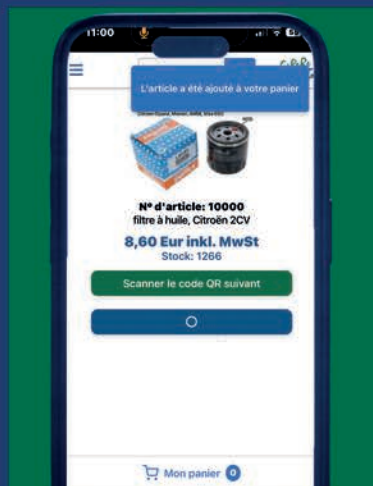 11:00
L'article a été ajouté à votre panier
N° d'article: 10000
filtre à huile, Citroën 2CV
8,60 Eur inkl. MwSt
Stock: 1266
Scanner le code QR suivant
Mon panier 0